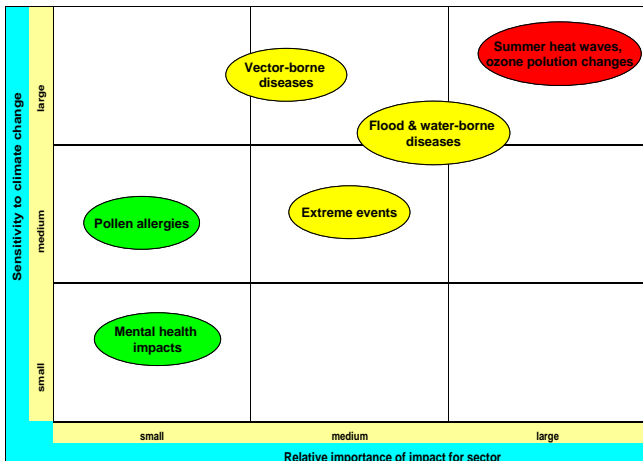 Sensitivity to climate change
large
medium
small
Summer heat waves,
ozone polution changes
Vector-borne
diseases
Flood & water-borne
diseases
Pollen allergies
Extreme events
Mental health
impacts
small
medium
large
Relative importance of impact for sector